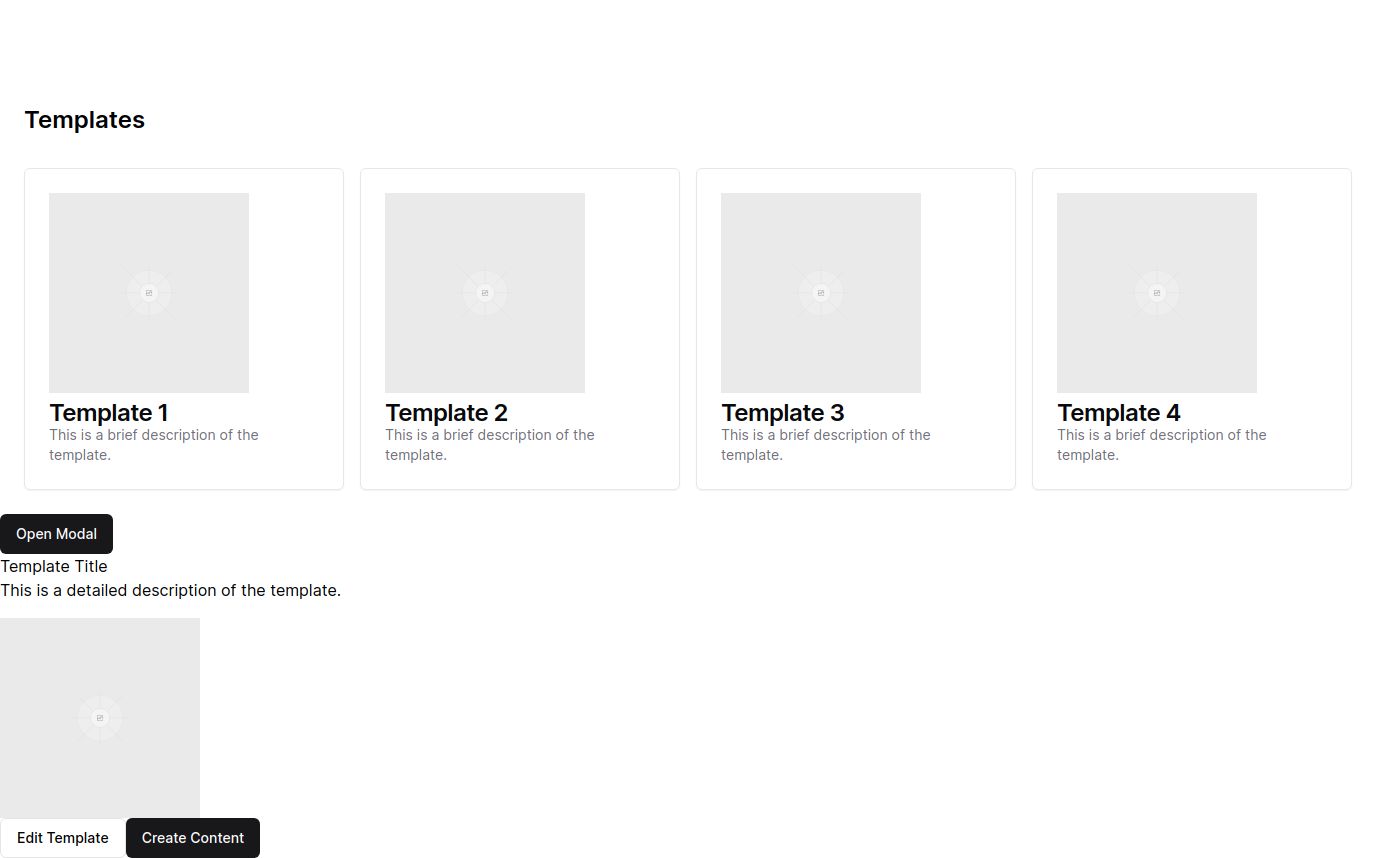 Templates
Template 1
This is a brief description of the
template.
Template 2
This is a brief description of the
template.
Template 3
This is a brief description of the
template.
Template 4
This is a brief description of the
template.
Open Modal
Template Title
This is a detailed description of the template.
Edit Template
Create Content